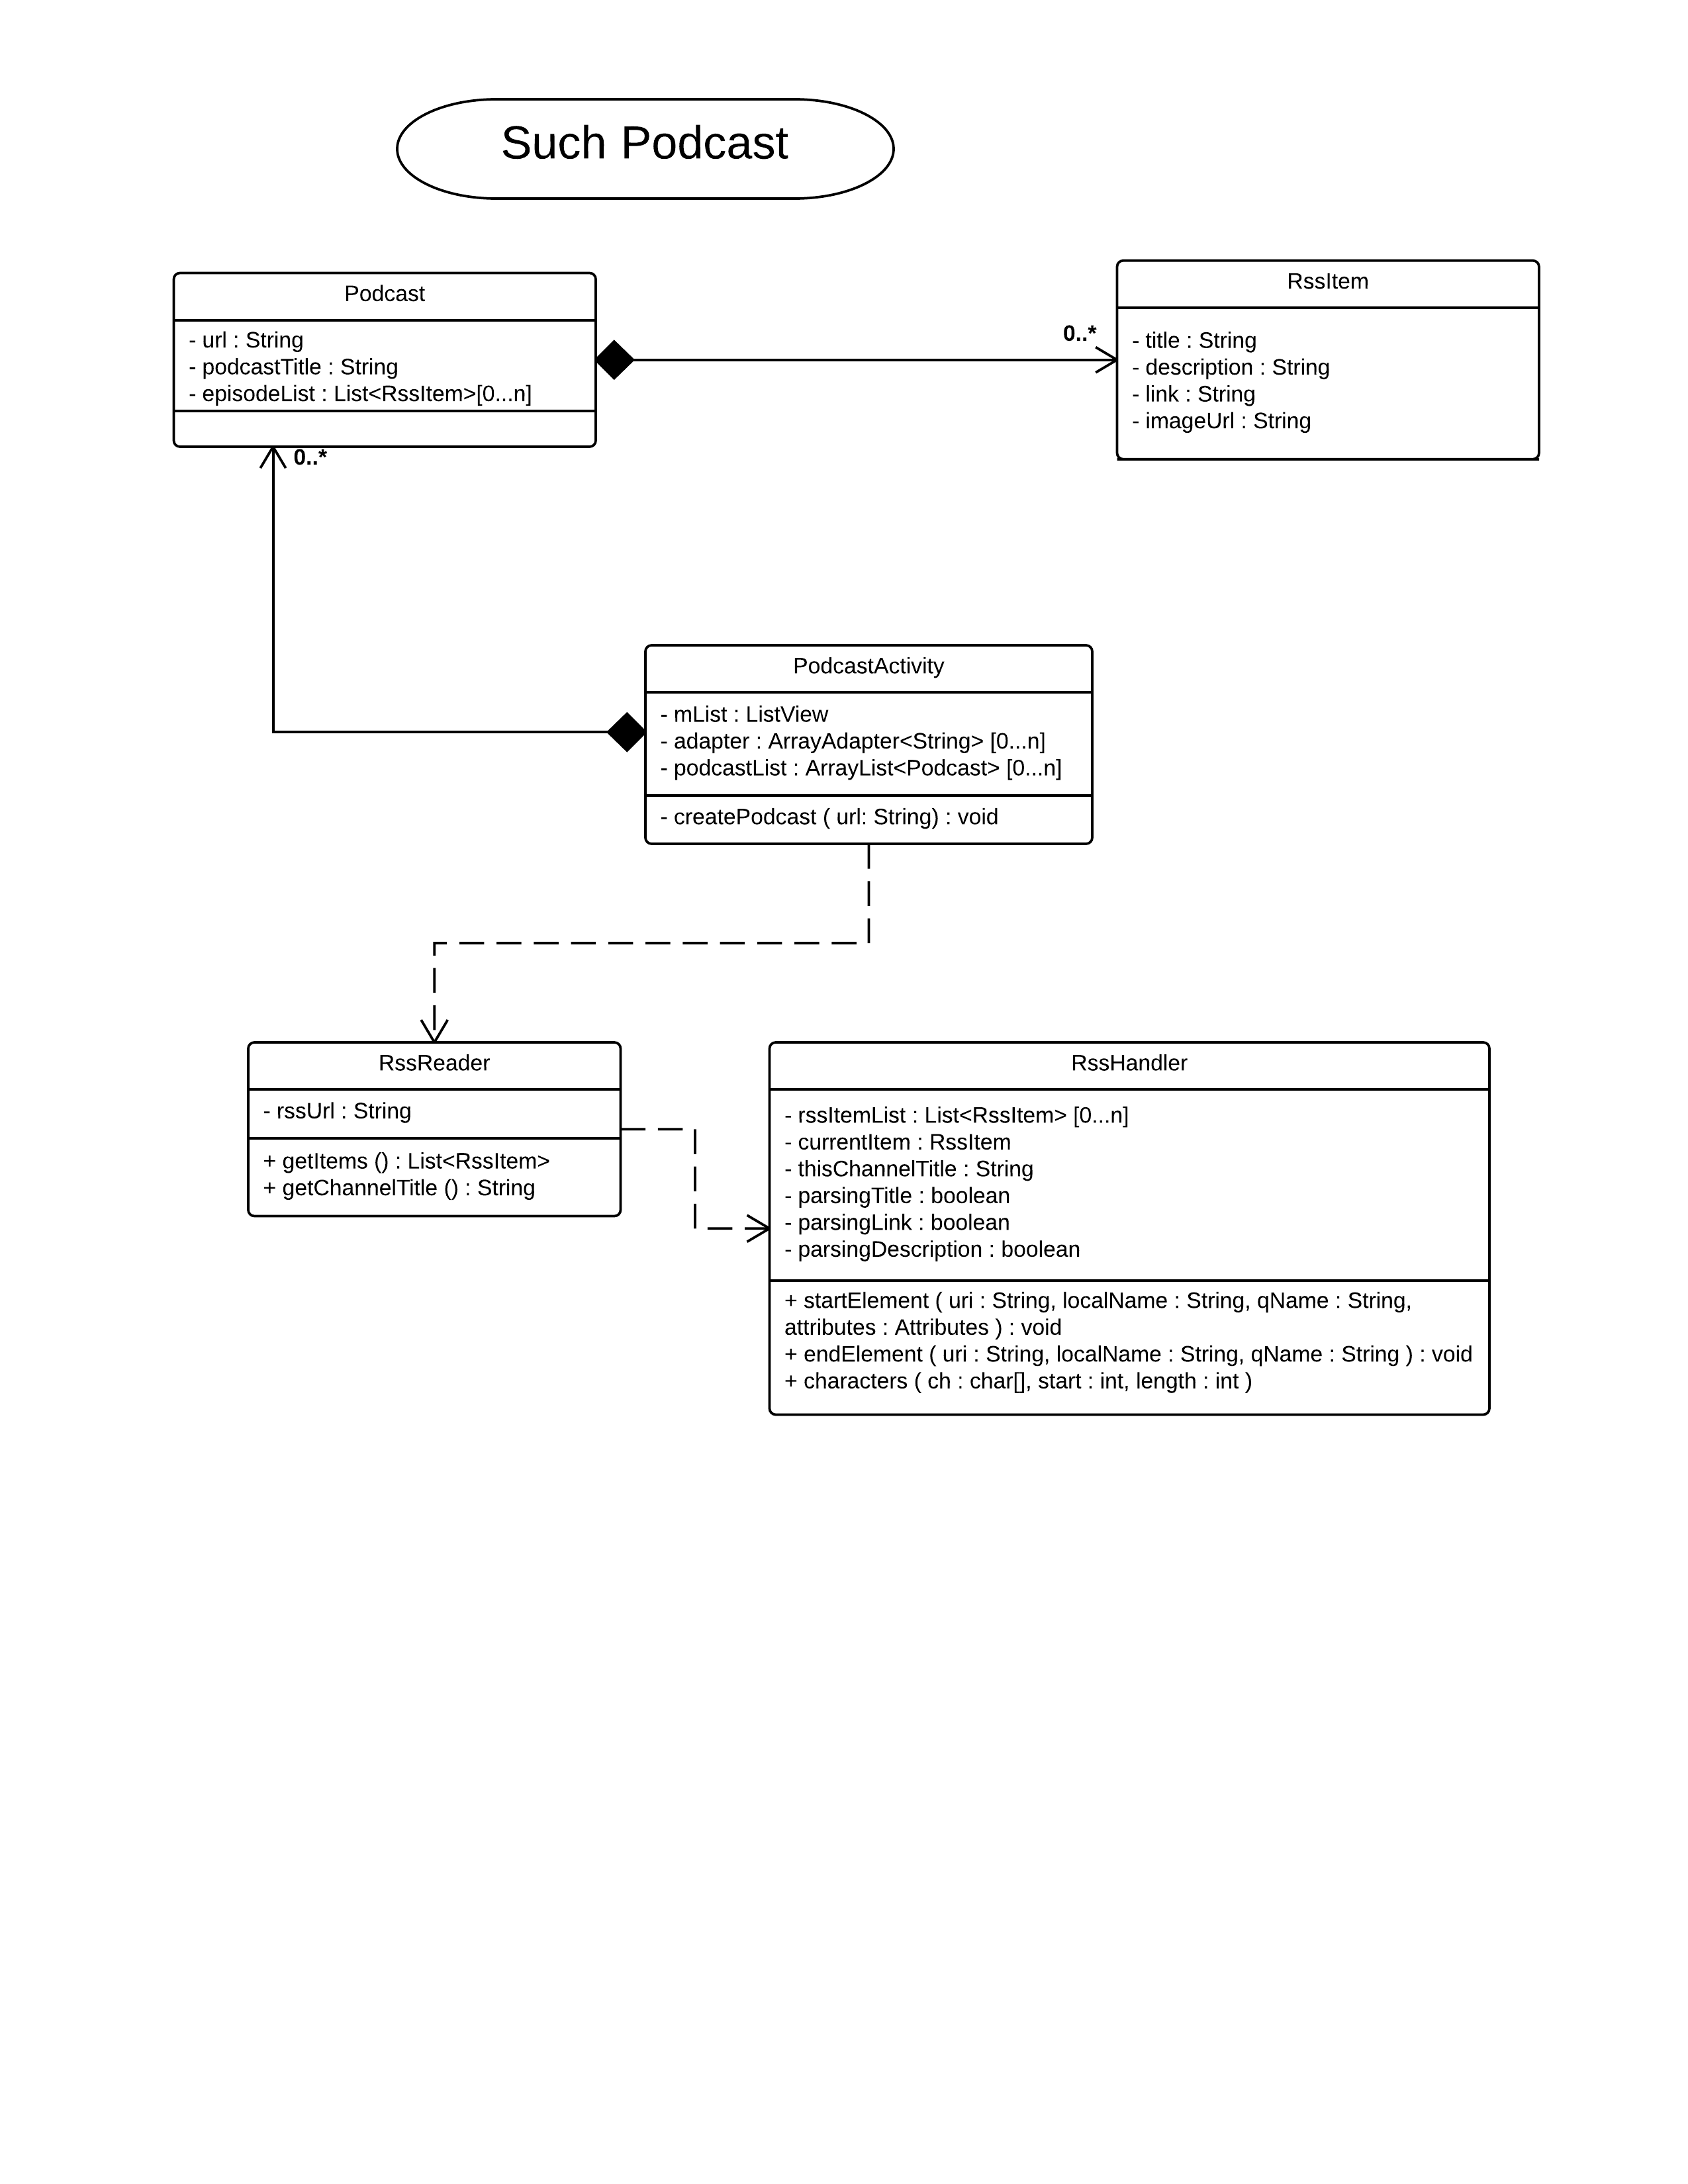 Such Podcast
Podcast
- url : String
- podcastTitle : String
- episodeList : List<RssItem>[0...n]
0..*
RssItem
- title : String
- description : String
- link : String
- imageUrl : String
0..*
PodcastActivity
- mList : ListView
- adapter : ArrayAdapter<String> [0...n]
- podcastList : ArrayList<Podcast> [0...n]
- createPodcast ( url: String) : void
RssReader
- rssUrl : String
+ getItems () : List<RssItem>
+ getChannelTitle () : String
RssHandler
- rssItemList : List<RssItem> [0...n]
- currentItem : RssItem
- thisChannelTitle : String
- parsingTitle : boolean
- parsingLink : boolean
- parsingDescription : boolean
+ startElement ( uri : String, localName : String, qName : String,
attributes : Attributes ) : void
+ endElement ( uri : String, localName : String, qName : String ) : void
+ characters ( ch : char[], start : int, length : int )